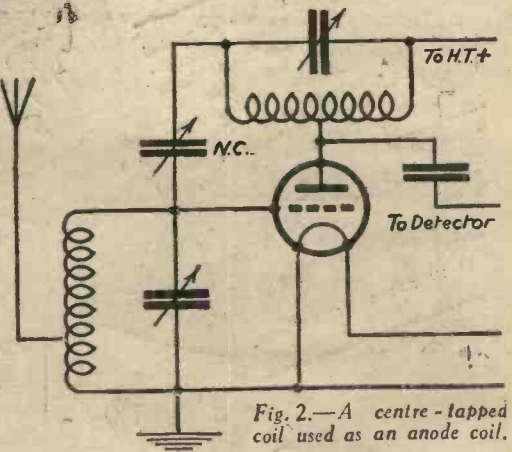 To H.T.+
N.C.
To Detector
Fig. 2.—A centre-tapped
coil used as an anode coil.